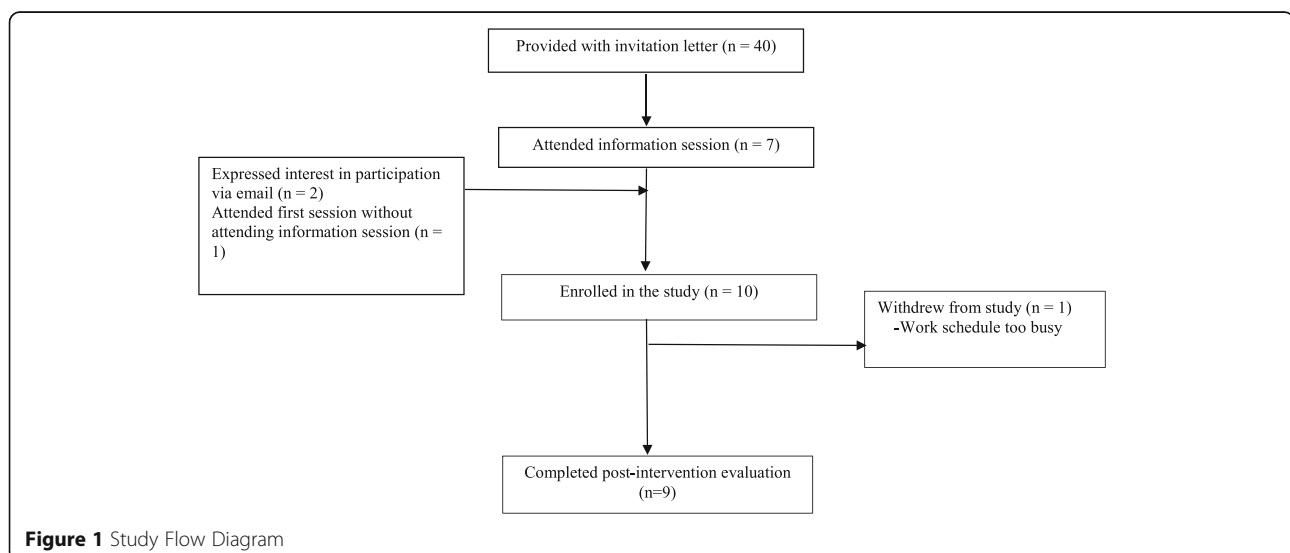 Provided with invitation letter (n = 40)
Attended information session (n = 7)
Expressed interest in participation
via email (n = 2)
Attended first session without
attending information session (n =
1)
Enrolled in the study (n = 10)
Withdrew from study (n = 1)
-Work schedule too busy
Completed post-intervention evaluation
(n=9)
Figure 1 Study Flow Diagram